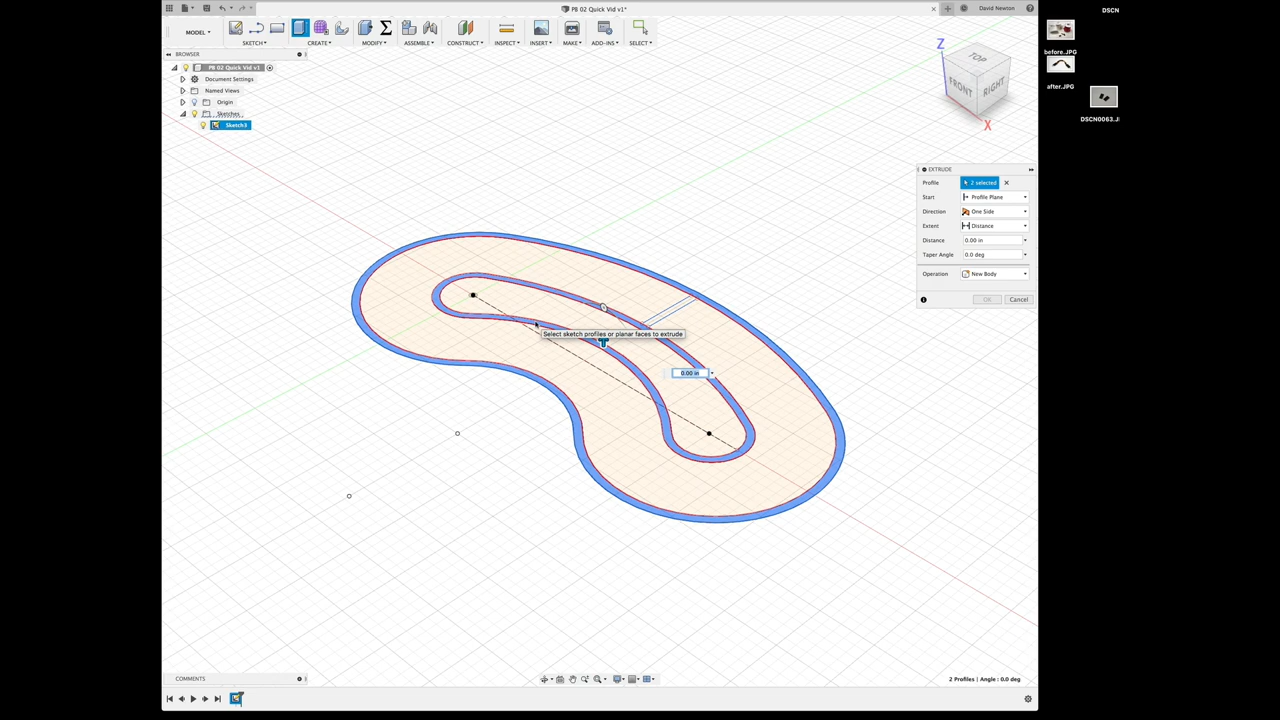 PB 02 Quick Vid v1*
David Newton
MODEL
SKETCH
CREATE
MODIFY
ASSEMBLE
CONSTRUCT
INSPECT
INSERT
MAKE
ADD-INS
SELECT
BROWSER
PB 02 Quick Vid v1
Document Settings
Named Views
Origin
Sketches
Sketch3
Z
TOP
FRONT
RIGHT
X
EXTRUDE
Profile 2 selected
Start Profile Plane
Direction One Side
Extent Distance
Distance 0.00 in
Taper Angle 0.0 deg
Operation New Body
OK Cancel
Select sketch profiles or planar faces to extrude
0.00 in
COMMENTS
2 Profiles | Angle : 0.0 deg
DSCN
before.JPG
after.JPG
DSCN0063.J